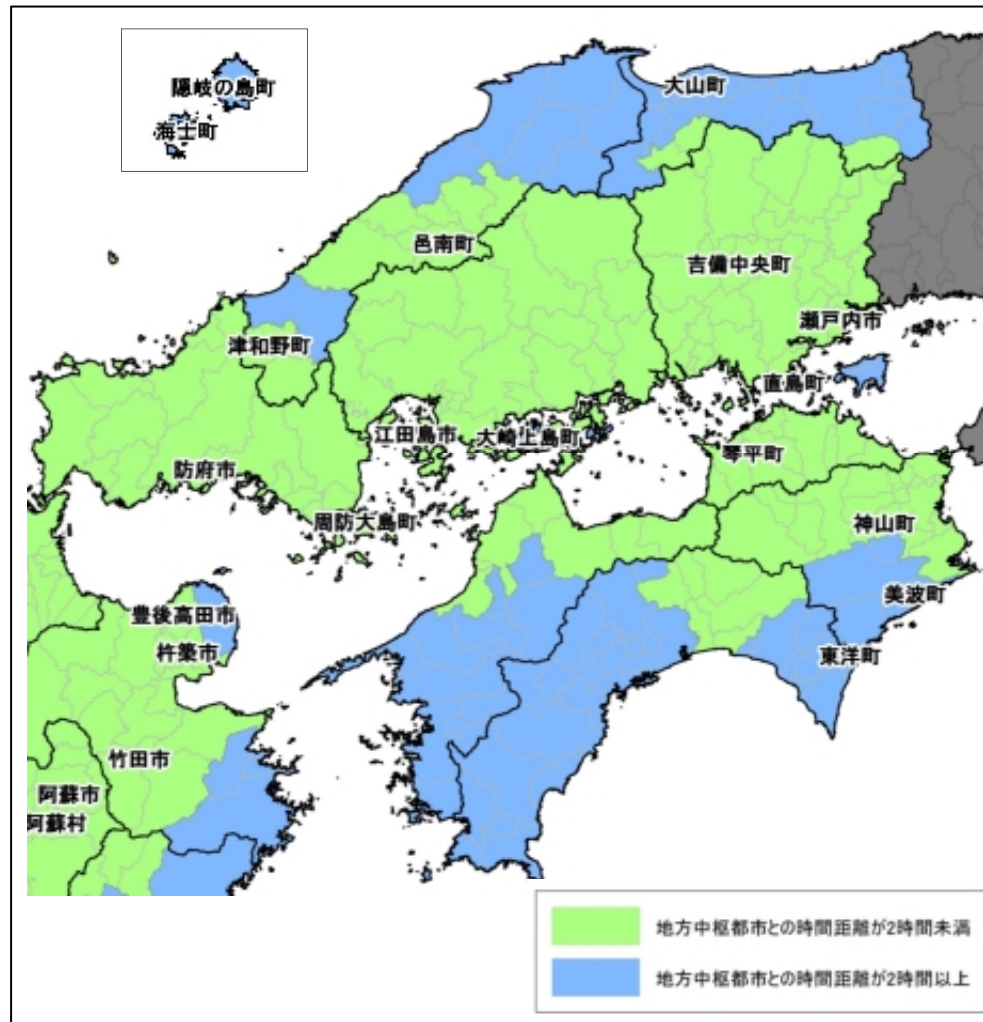 隠岐の島町
海士町
大山町
邑南町
吉備中央町
瀬戸内市
津和野町
直島町
江田島市
大崎上島町
琴平町
防府市
周防大島町
神山町
美波町
豊後高田市
杵築市
東洋町
竹田市
阿蘇市
阿蘇村
地方中枢都市との時間距離が2時間未満
地方中枢都市との時間距離が2時間以上